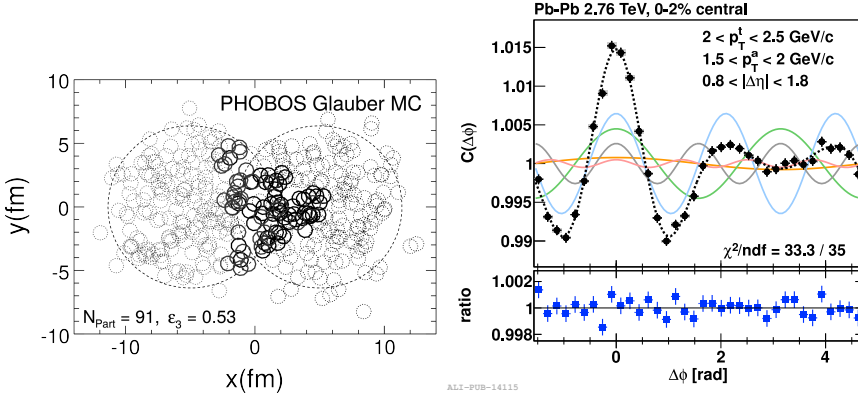 PHOBOS Glauber MC
10
5
0
-5
-10
y(fm)
N_Part = 91, ε_3 = 0.53
-10 0 10
x(fm)
Pb-Pb 2.76 TeV, 0-2% central
2 < p_T^t < 2.5 GeV/c
1.5 < p_T^a < 2 GeV/c
0.8 < |Δη| < 1.8
1.015
1.01
1.005
1
0.995
0.99
C(Δϕ)
χ²/ndf = 33.3 / 35
1.002
1
0.998
ratio
0 2 4
Δϕ [rad]
ALI-PUB-14115